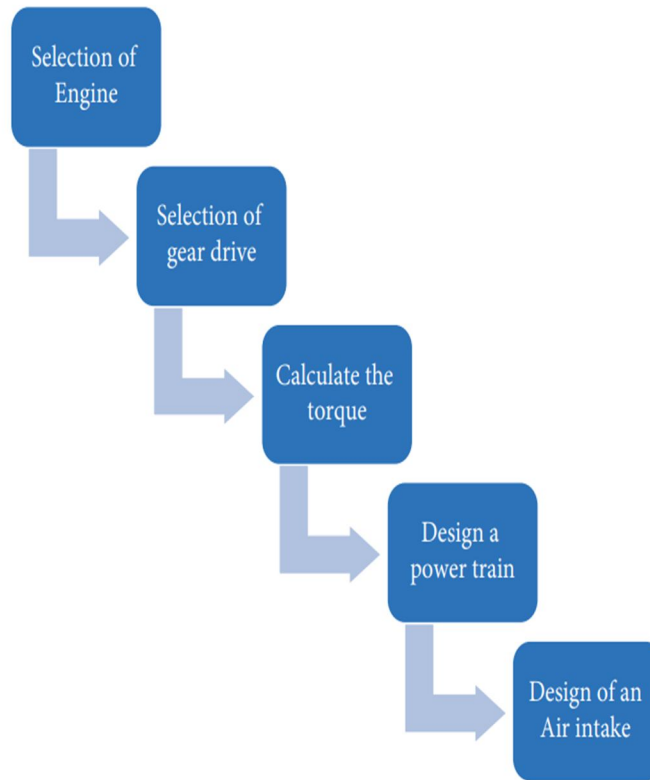 Selection of
Engine
Selection of
gear drive
Calculate the
torque
Design a
power train
Design of an
Air intake